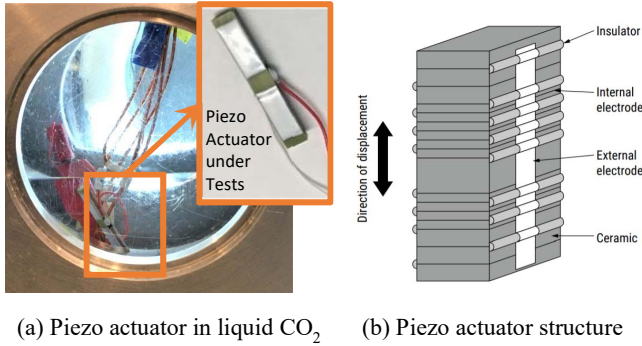 Piezo
Actuator
under
Tests
(a) Piezo actuator in liquid CO₂
Direction of displacement
Insulator
Internal
electrode
External
electrode
Ceramic
(b) Piezo actuator structure